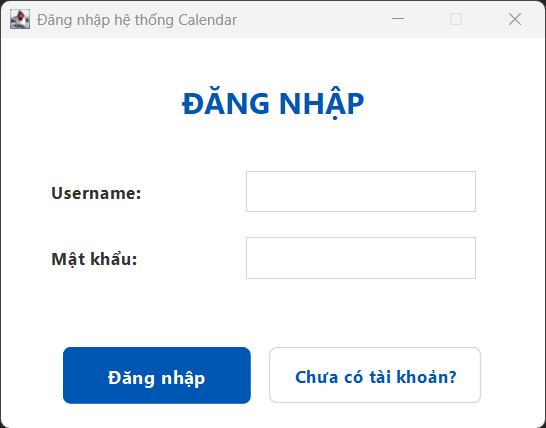 Đăng nhập hệ thống Calendar
ĐĂNG NHẬP
Username:
Mật khẩu:
Đăng nhập
Chưa có tài khoản?